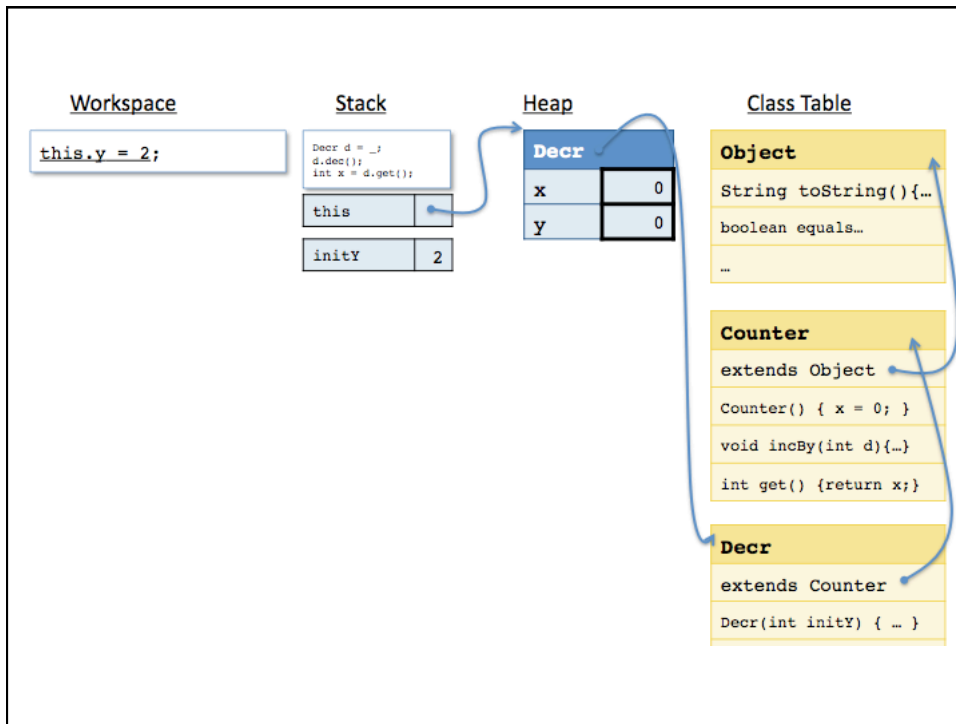 Workspace
this.y = 2;
Stack
Decr d = _;
d.dec();
int x = d.get();
this
initY 2
Heap
Decr
x 0
y 0
Class Table
Object
String toString(){…
boolean equals…
…
Counter
extends Object
Counter() { x = 0; }
void incBy(int d){…}
int get() {return x;}
Decr
extends Counter
Decr(int initY) { … }